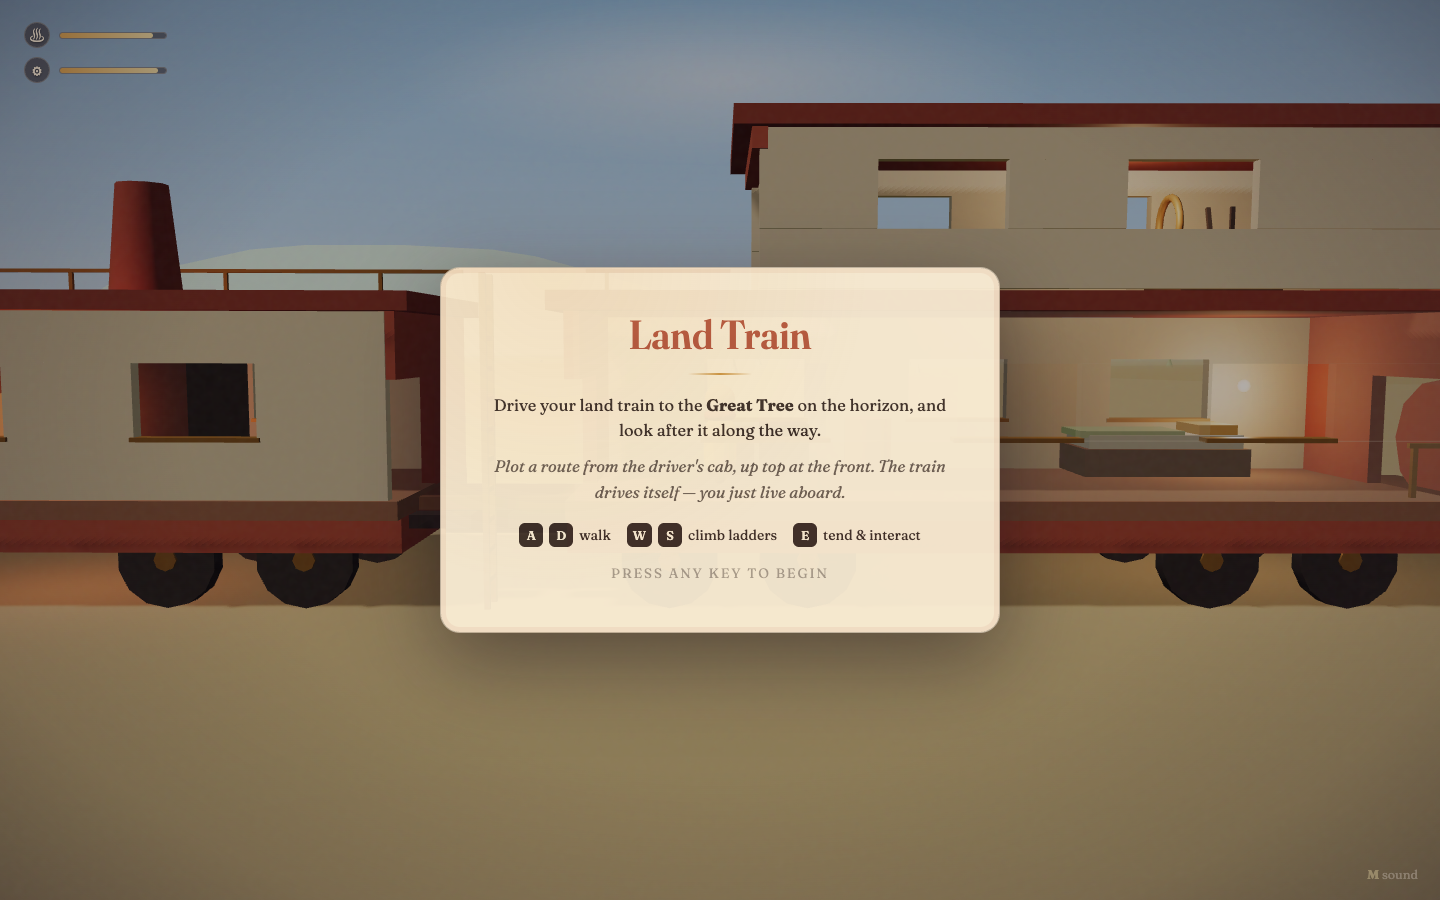 Land Train
Drive your land train to the Great Tree on the horizon, and
look after it along the way.
Plot a route from the driver's cab, up top at the front. The train
drives itself — you just live aboard.
A D walk W S climb ladders E tend & interact
PRESS ANY KEY TO BEGIN
M sound